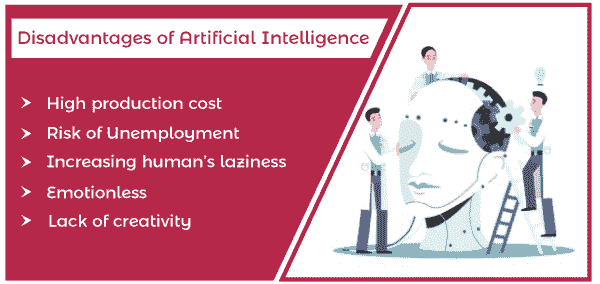 Disadvantages of Artificial Intelligence
High production cost
Risk of Unemployment
Increasing human's laziness
Emotionless
Lack of creativity